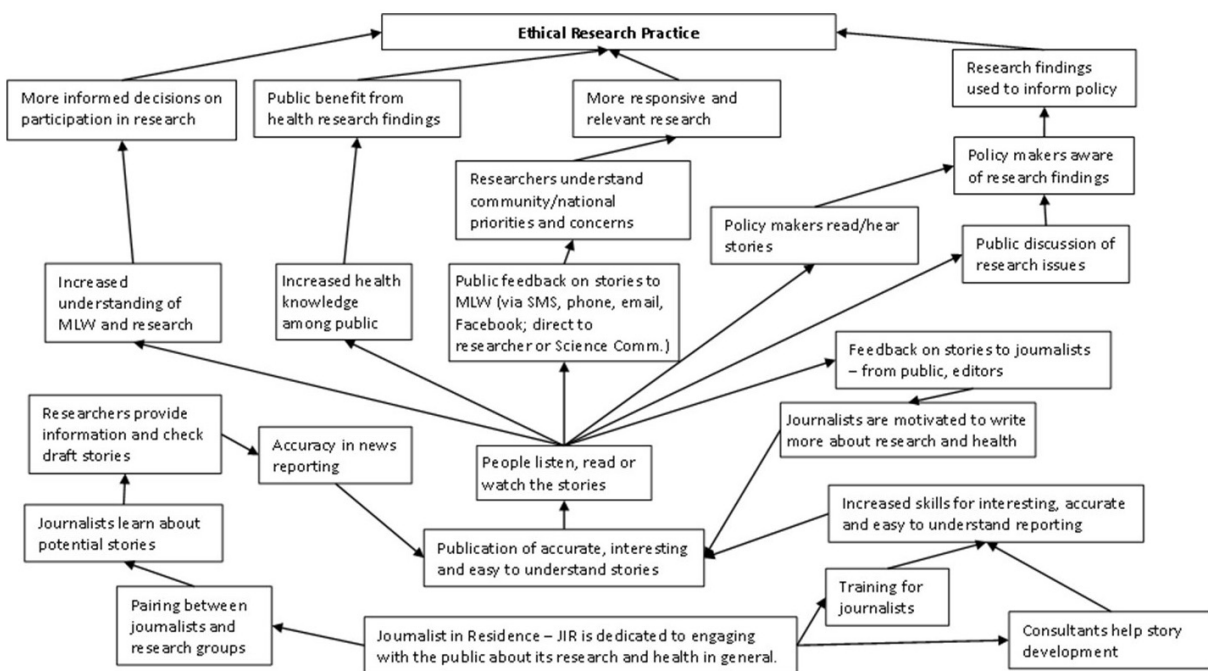 Ethical Research Practice
More informed decisions on
participation in research
Public benefit from
health research findings
More responsive and
relevant research
Research findings
used to inform policy
Policy makers aware
of research findings
Researchers understand
community/national
priorities and concerns
Policy makers read/hear
stories
Public discussion of
research issues
Increased
understanding of
MLW and research
Increased health
knowledge
among public
Public feedback on stories to
MLW (via SMS, phone, email,
Facebook; direct to
researcher or Science Comm.)
Feedback on stories to journalists
– from public, editors
Journalists are motivated to write
more about research and health
Researchers provide
information and check
draft stories
Accuracy in news
reporting
People listen, read or
watch the stories
Increased skills for interesting, accurate
and easy to understand reporting
Journalists learn about
potential stories
Publication of accurate, interesting
and easy to understand stories
Training for
journalists
Pairing between
journalists and
research groups
Journalist in Residence – JIR is dedicated to engaging
with the public about its research and health in general.
Consultants help story
development